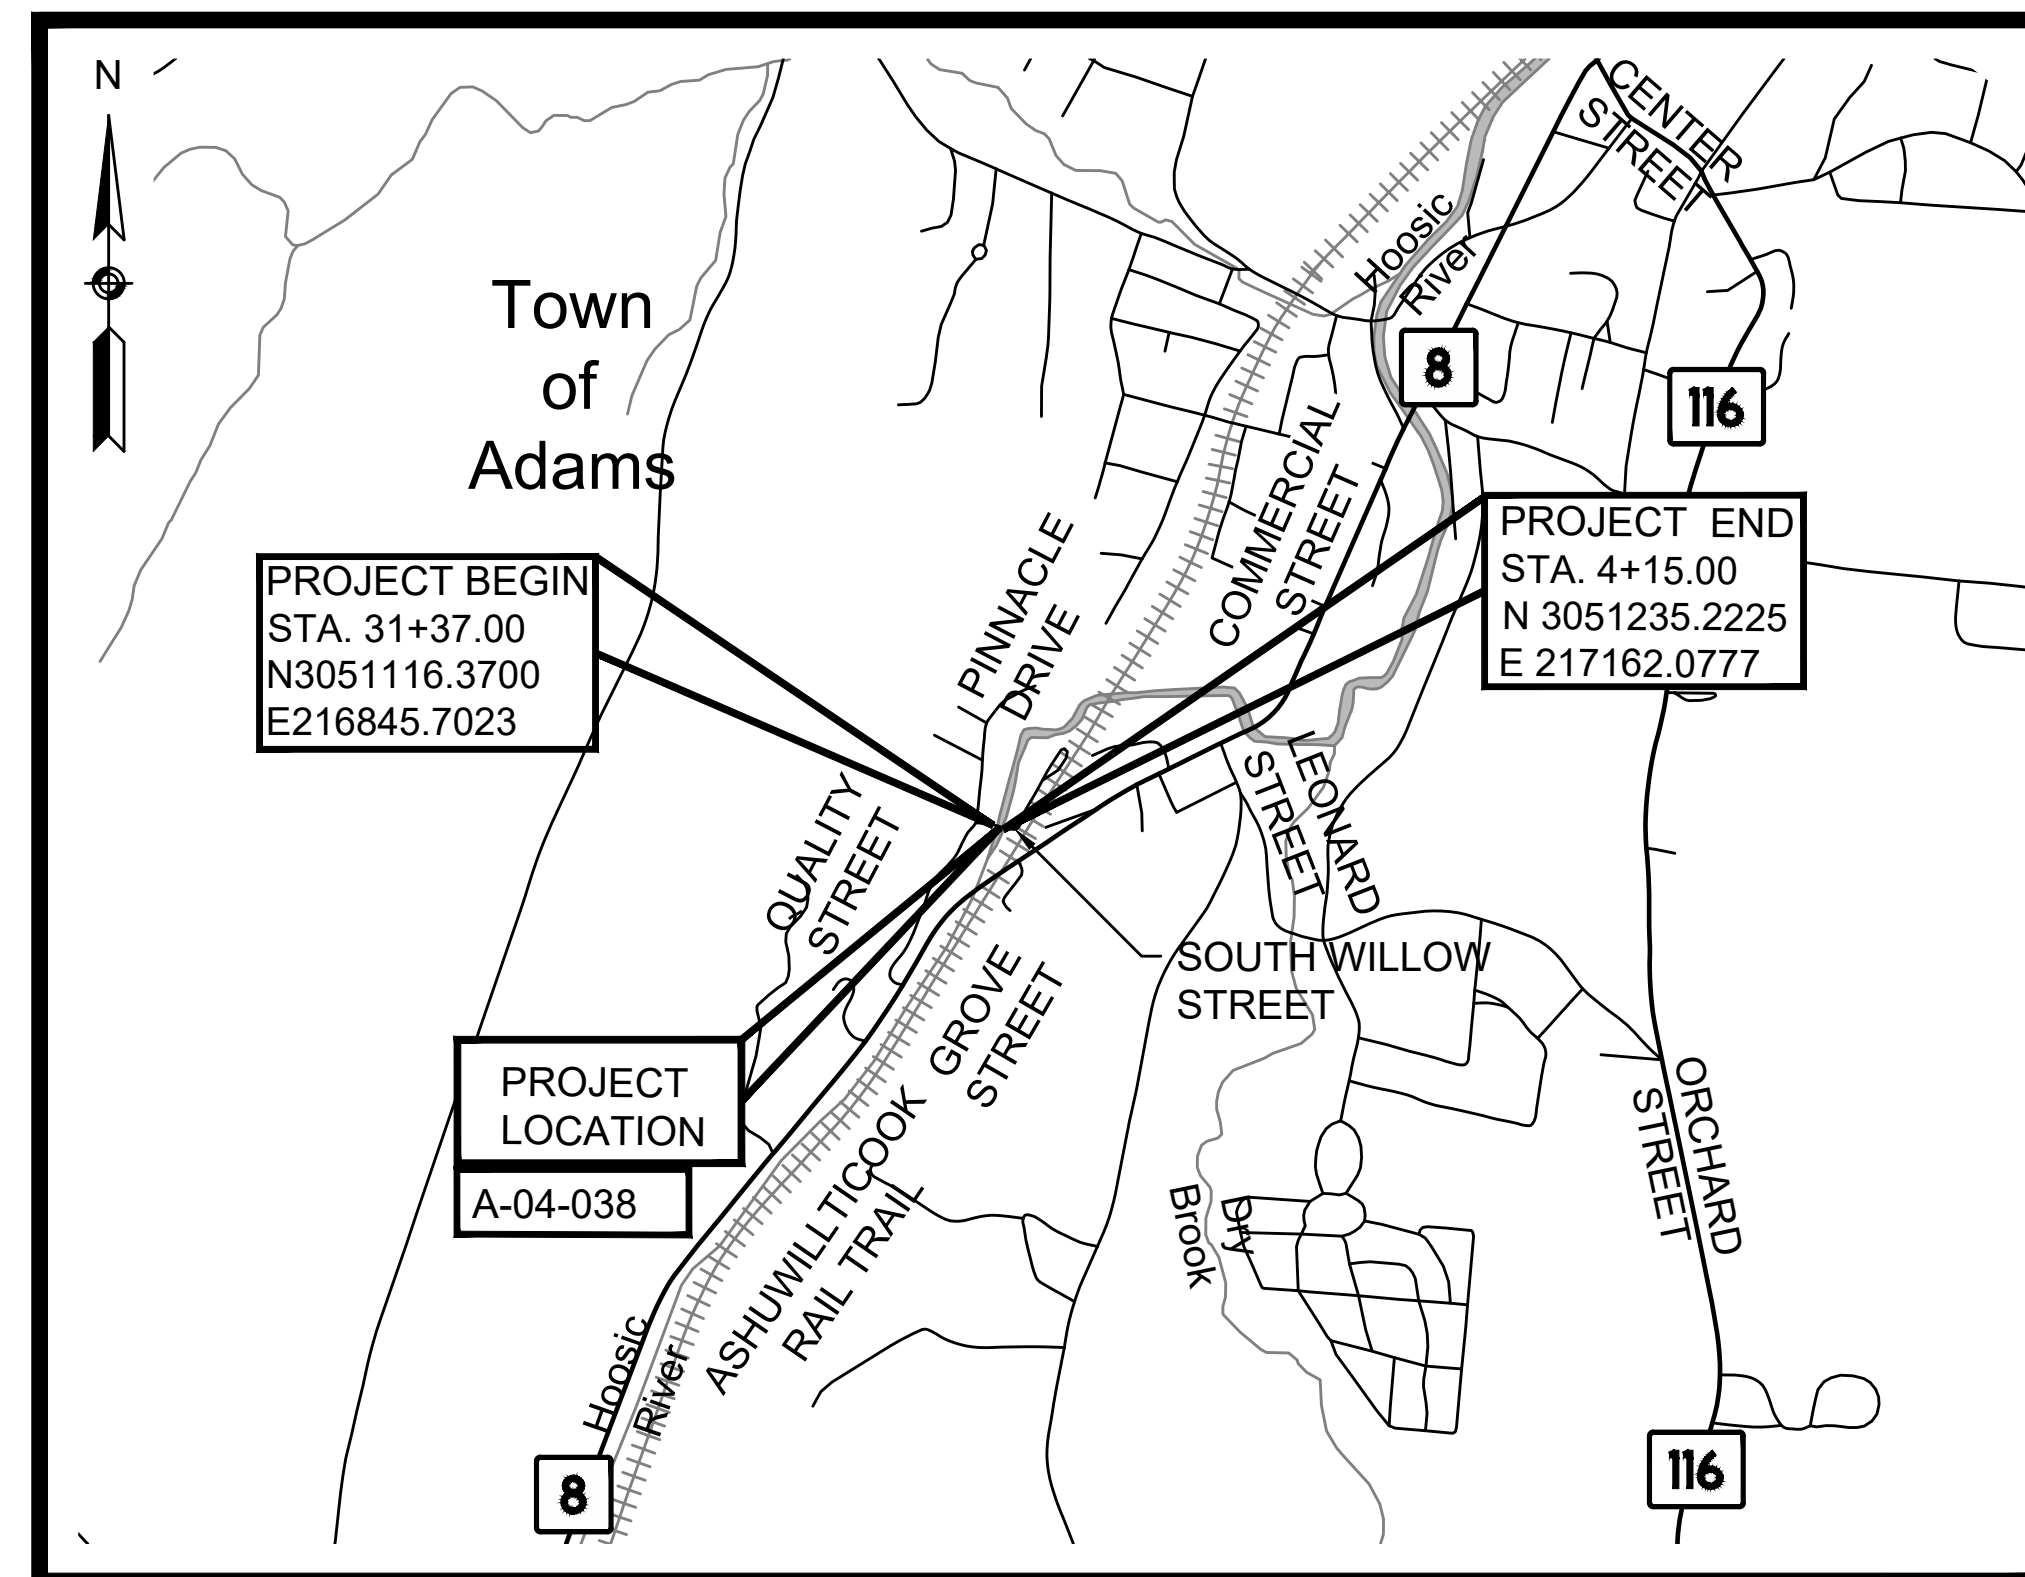 N
CENTER
STREET
Hoosic
River
Town
of
Adams
8
116
COMMERCIAL
STREET
PROJECT END
STA. 4+15.00
N 3051235.2225
E 217162.0777
PROJECT BEGIN
STA. 31+37.00
N3051116.3700
E216845.7023
PINNACLE
DRIVE
LEONARD
STREET
QUALITY
STREET
SOUTH WILLOW
STREET
GROVE
STREET
PROJECT
LOCATION
A-04-038
ASHUWILLTICOOK
RAIL TRAIL
ORCHARD
STREET
Dry
Brook
Hoosic
River
8
116